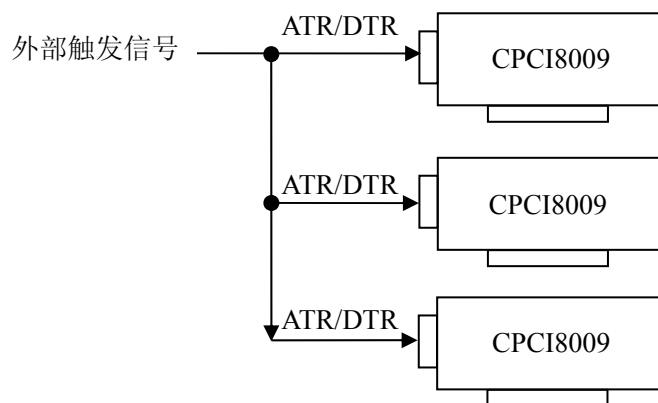 ATR/DTR
外部触发信号
CPCI8009
ATR/DTR
CPCI8009
ATR/DTR
CPCI8009